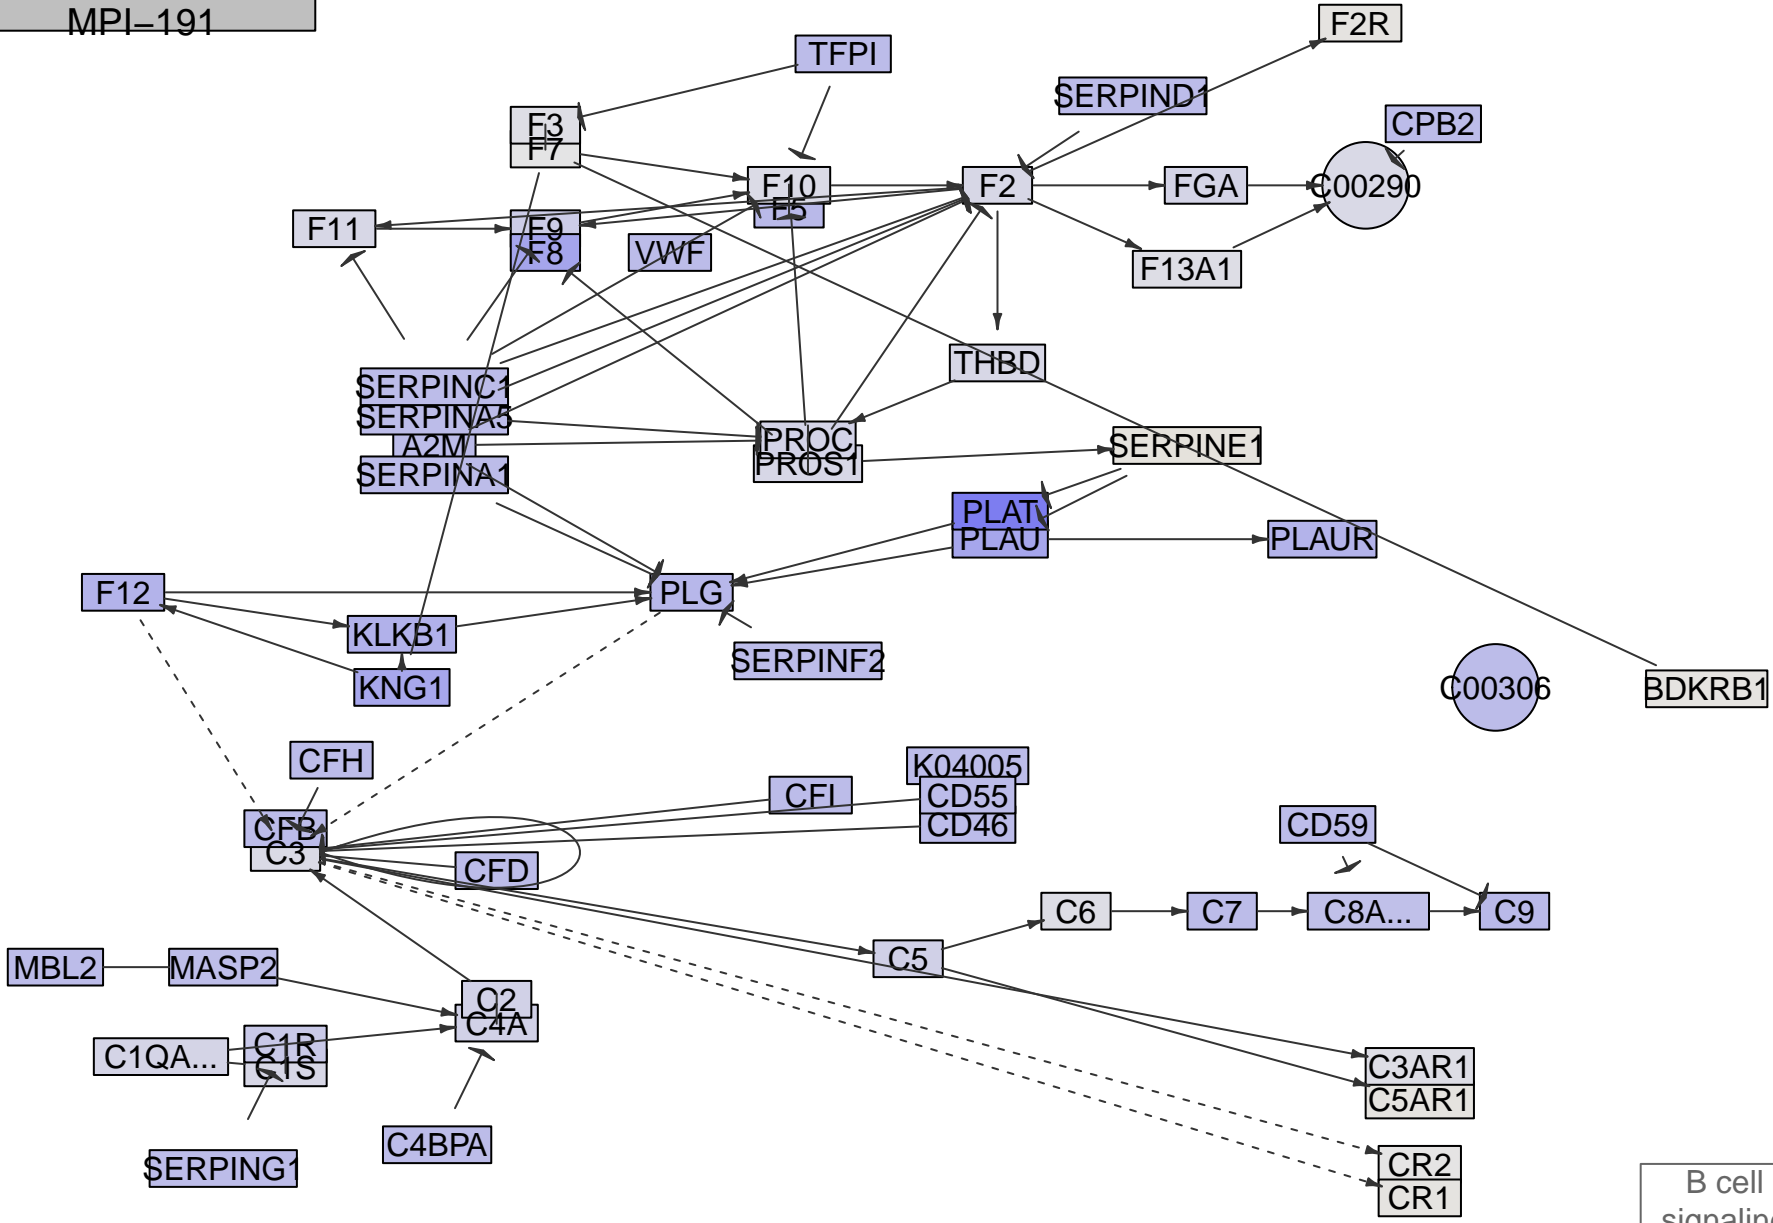 MPI–191
F2R
TFPI
SERPIND1
CPB2
F3
F7
F10
F2
FGA
C00290
F5
F11
F9
F8
VWF
F13A1
THBD
SERPINC1
SERPINA5
A2M
SERPINA1
PROC
PROS1
SERPINE1
PLAT
PLAU
PLAUR
F12
PLG
KLKB1
SERPINF2
KNG1
C00306
BDKRB1
CFH
K04005
CFI
CD55
CD46
CFB
C3
CD59
CFD
C6
C7
C8A...
C9
C5
MBL2
MASP2
C2
C4A
C1QA...
C1R
C1S
C3AR1
C5AR1
C4BPA
SERPING1
CR2
CR1
B cell
signaling